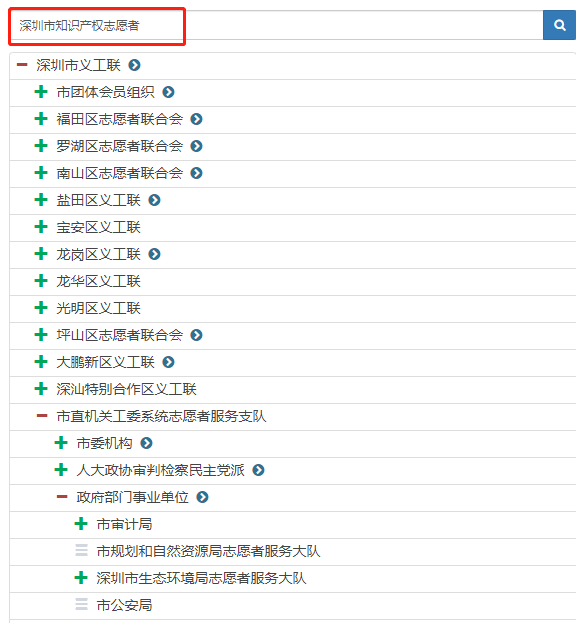 深圳市知识产权志愿者
深圳市义工联
市团体会员组织
福田区志愿者联合会
罗湖区志愿者联合会
南山区志愿者联合会
盐田区义工联
宝安区义工联
龙岗区义工联
龙华区义工联
光明区义工联
坪山区志愿者联合会
大鹏新区义工联
深汕特别合作区义工联
市直机关工委系统志愿者服务支队
市委机构
人大政协审判检察民主党派
政府部门事业单位
市审计局
市规划和自然资源局志愿者服务大队
深圳市生态环境局志愿者服务大队
市公安局